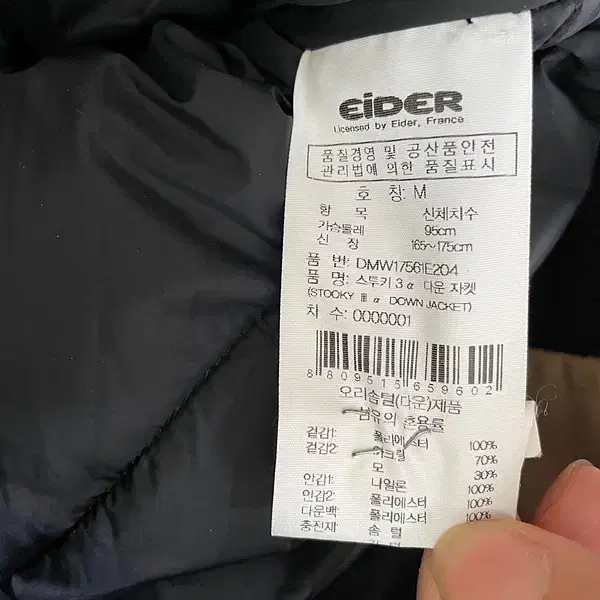 EiDER
Licensed by Eider, France
품질경영 및 공산품안전
관리법에 의한 품질표시
호 칭: M
항 목 신체치수
가슴둘레 95cm
신 장 165~175cm
품 번: DMW17561E204
품 명: 스투키 3 α 다운 자켓
(STOOKY Ⅲ α DOWN JACKET)
차 수: 0000001
8 809515 659602
오리솜털(다운)제품
섬유의 혼용률
겉감1: 폴리에스터 100%
겉감2: 아크릴 70%
모 30%
안감1: 나일론 100%
안감2: 폴리에스터 100%
다운백: 폴리에스터 100%
충전재: 솜 털